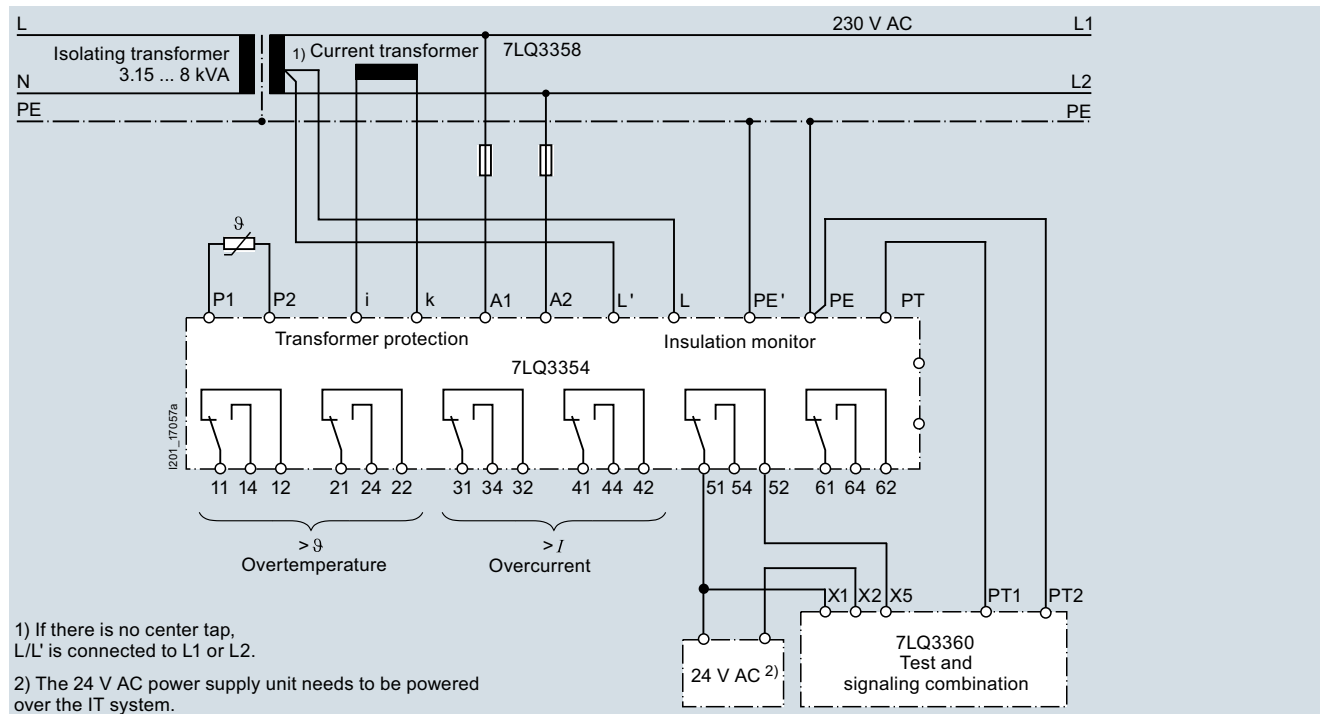 L
230 V AC
L1
Isolating transformer
3.15 ... 8 kVA
1) Current transformer
7LQ3358
N
L2
PE
PE
ϑ
P1
P2
i
k
A1
A2
L'
L
PE'
PE
PT
Transformer protection
Insulation monitor
7LQ3354
I201_17057a
11 14 12
21 24 22
31 34 32
41 44 42
51 54 52
61 64 62
> ϑ
Overtemperature
> I
Overcurrent
X1
X2
X5
PT1
PT2
24 V AC 2)
7LQ3360
Test and
signaling combination
1) If there is no center tap,
L/L' is connected to L1 or L2.
2) The 24 V AC power supply unit needs to be powered
over the IT system.